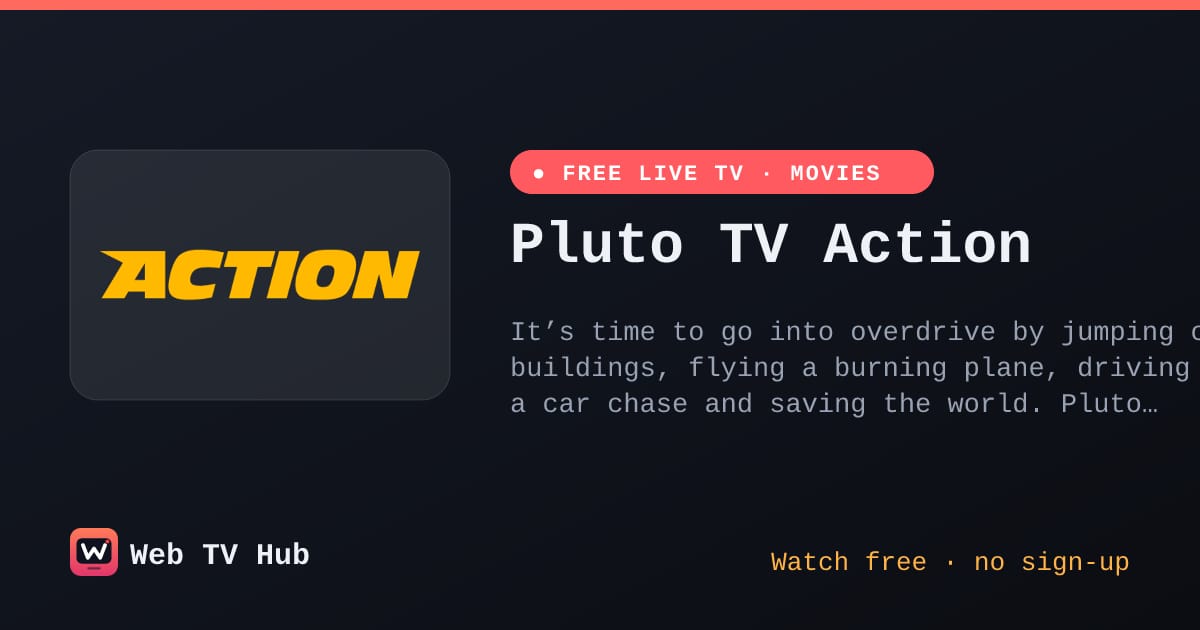 ACTION
● FREE LIVE TV · MOVIES
Pluto TV Action
It’s time to go into overdrive by jumping
buildings, flying a burning plane, driving
a car chase and saving the world. Pluto…
W
Web TV Hub
Watch free · no sign-up